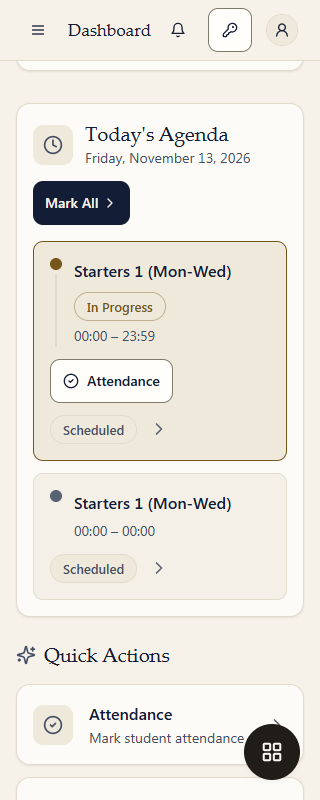 Dashboard
Today's Agenda
Friday, November 13, 2026
Mark All
Starters 1 (Mon-Wed)
In Progress
00:00 – 23:59
Attendance
Scheduled
Starters 1 (Mon-Wed)
00:00 – 00:00
Scheduled
Quick Actions
Attendance
Mark student attendance